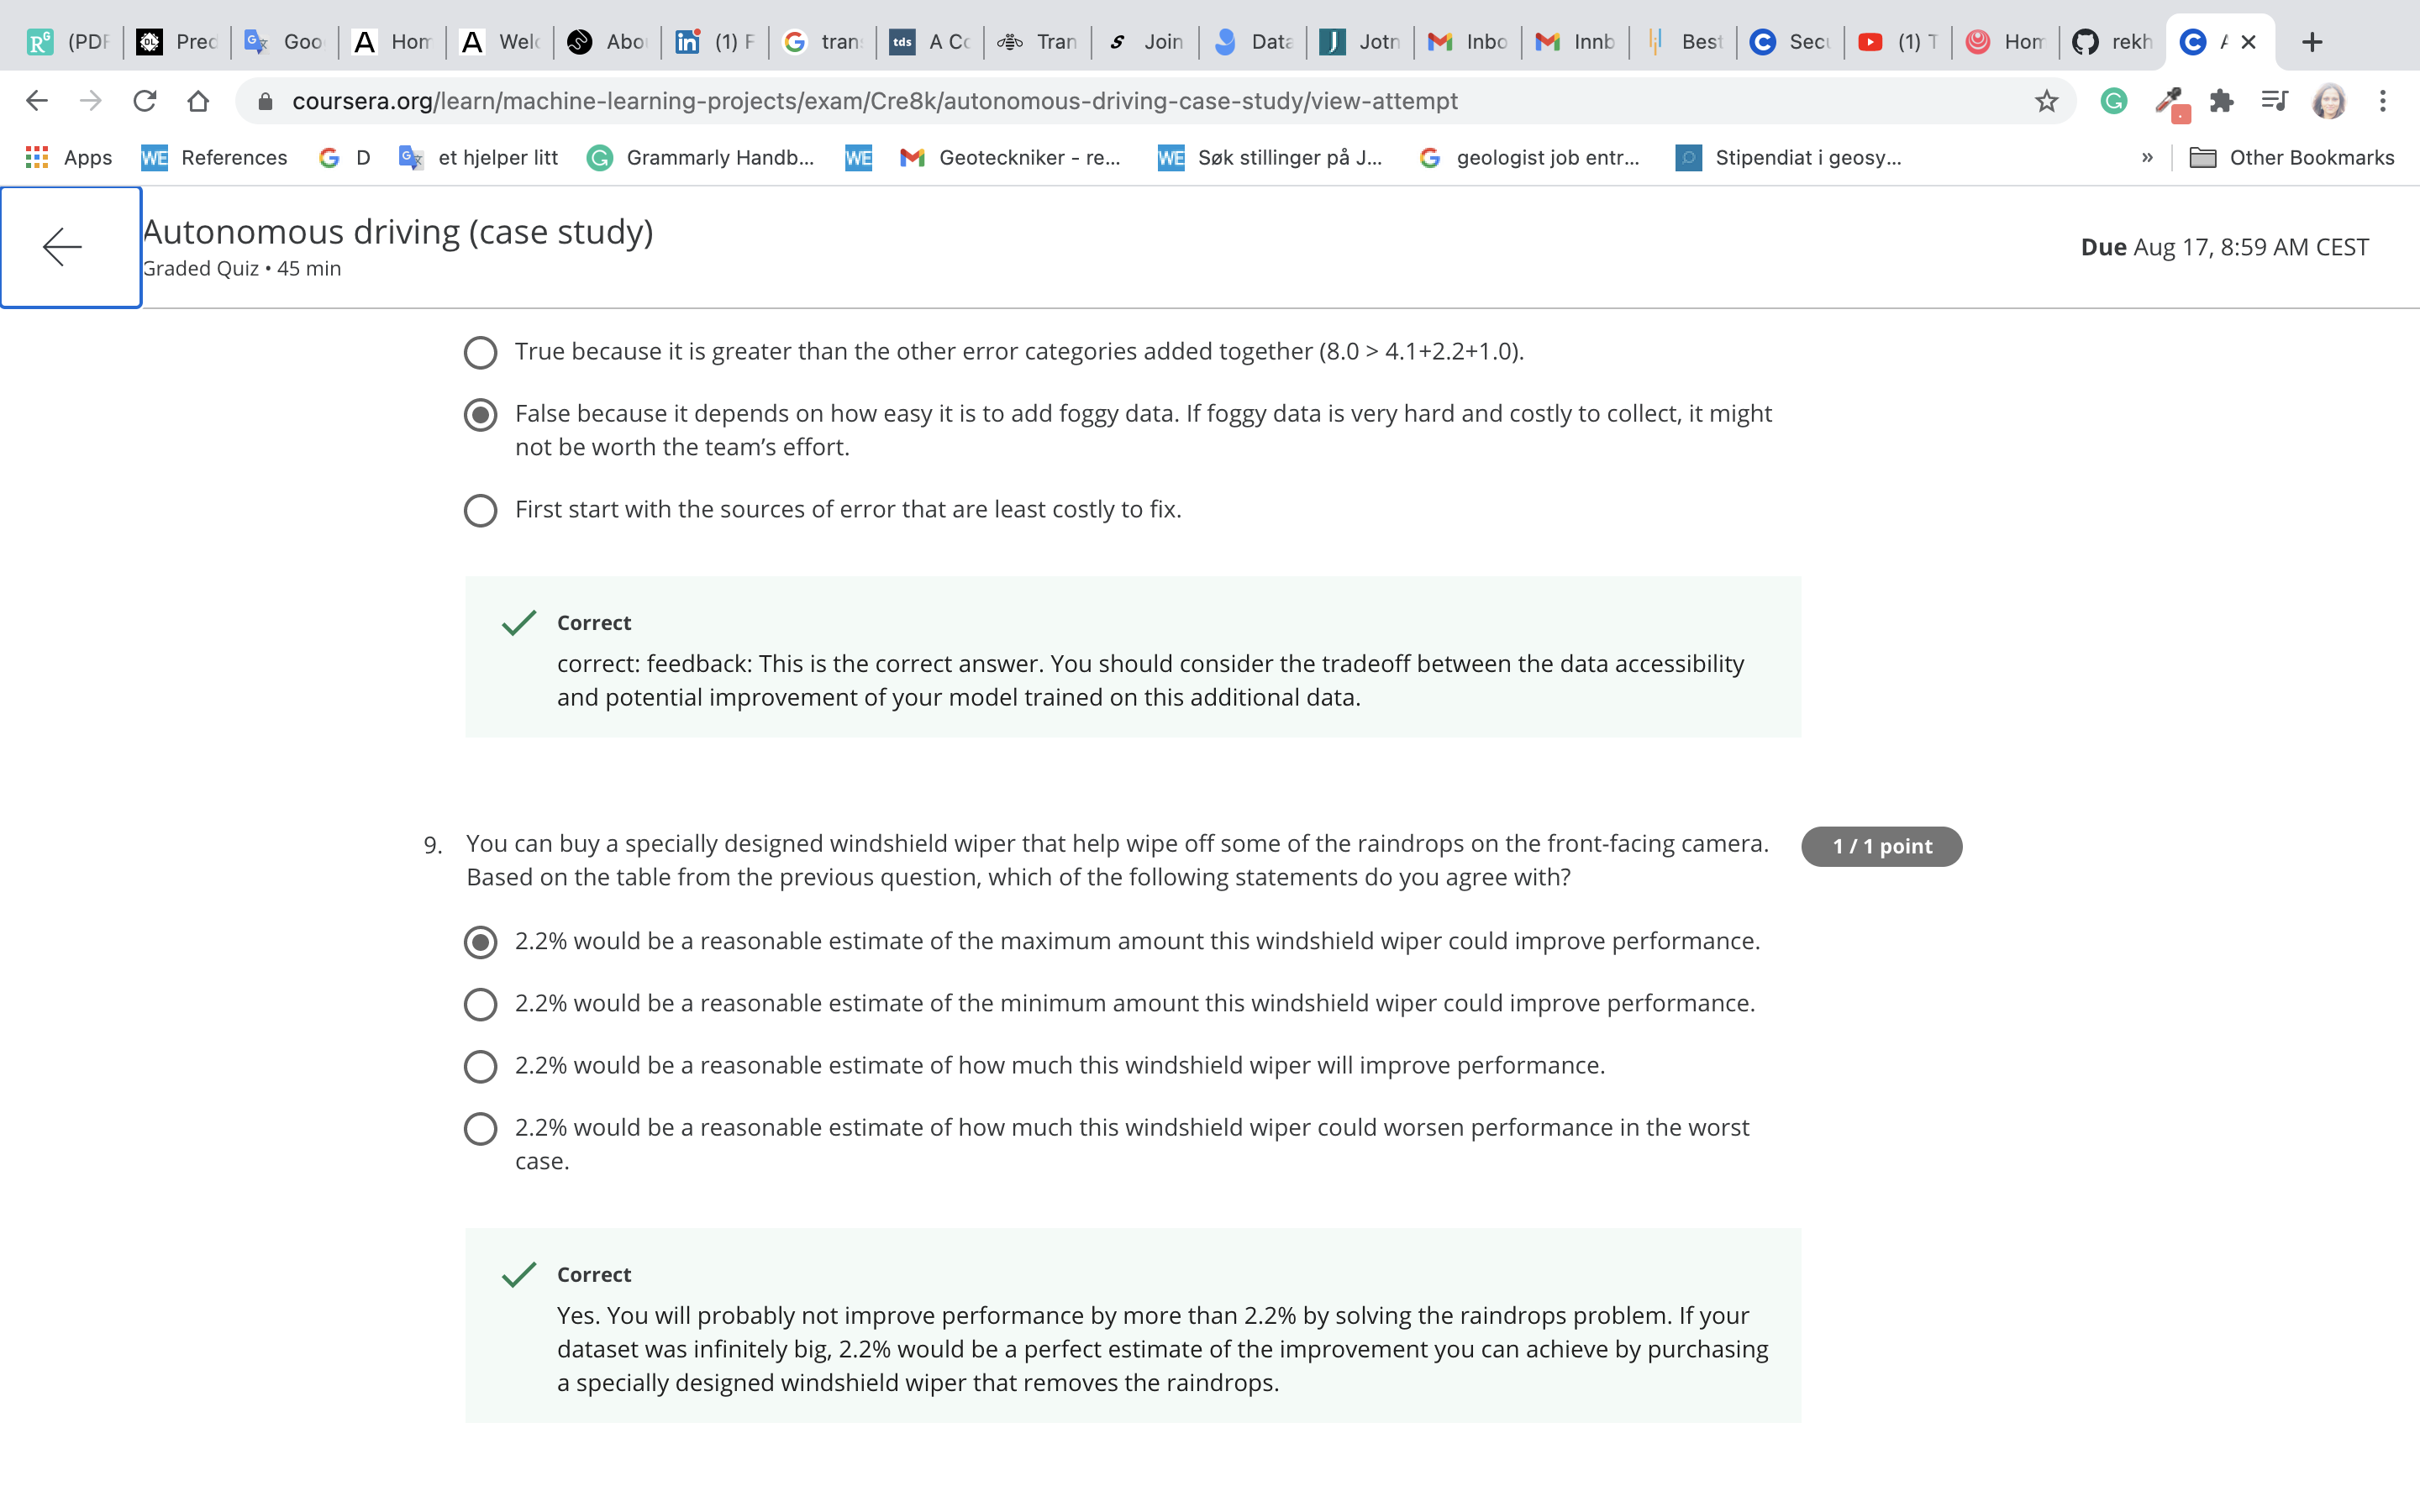 (PDF Pred Goo Hom Welc Abo (1) F tran A Co Tran Join Data Jotn Inbo Innb Best Secu (1) T Hom rekh
coursera.org/learn/machine-learning-projects/exam/Cre8k/autonomous-driving-case-study/view-attempt
Apps WE References D et hjelper litt Grammarly Handb... WE Geoteckniker - re... WE Søk stillinger på J... geologist job entr... Stipendiat i geosy... » Other Bookmarks
Autonomous driving (case study)
Graded Quiz • 45 min
Due Aug 17, 8:59 AM CEST
True because it is greater than the other error categories added together (8.0 > 4.1+2.2+1.0).
False because it depends on how easy it is to add foggy data. If foggy data is very hard and costly to collect, it might
not be worth the team’s effort.
First start with the sources of error that are least costly to fix.
Correct
correct: feedback: This is the correct answer. You should consider the tradeoff between the data accessibility
and potential improvement of your model trained on this additional data.
9. You can buy a specially designed windshield wiper that help wipe off some of the raindrops on the front-facing camera.
Based on the table from the previous question, which of the following statements do you agree with?
1 / 1 point
2.2% would be a reasonable estimate of the maximum amount this windshield wiper could improve performance.
2.2% would be a reasonable estimate of the minimum amount this windshield wiper could improve performance.
2.2% would be a reasonable estimate of how much this windshield wiper will improve performance.
2.2% would be a reasonable estimate of how much this windshield wiper could worsen performance in the worst
case.
Correct
Yes. You will probably not improve performance by more than 2.2% by solving the raindrops problem. If your
dataset was infinitely big, 2.2% would be a perfect estimate of the improvement you can achieve by purchasing
a specially designed windshield wiper that removes the raindrops.